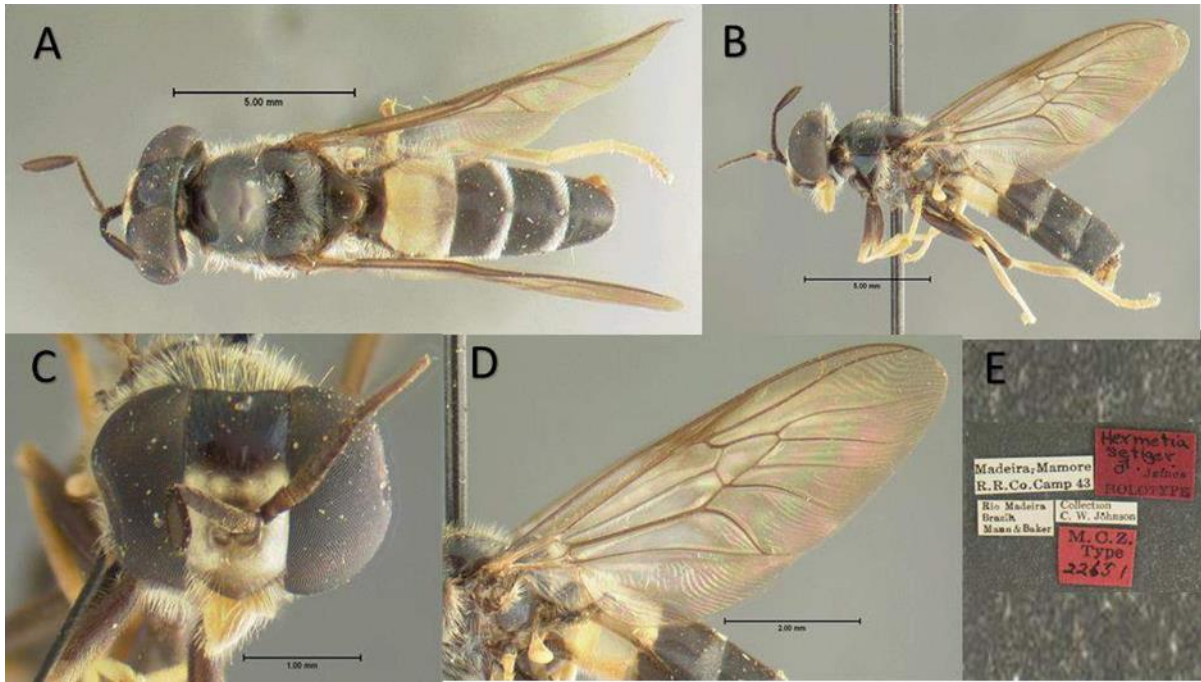 A
5.00 mm
B
5.00 mm
C
1.00 mm
D
2.00 mm
E
Madeira, Mamore
R.R.Co.Camp 43
Hermetia
setiger
♂. Johns
HOLOTYPE
Rio Madeira
Brazil
Mann & Baker
Collection
C. W. Johnson
M.C.Z.
Type
22651